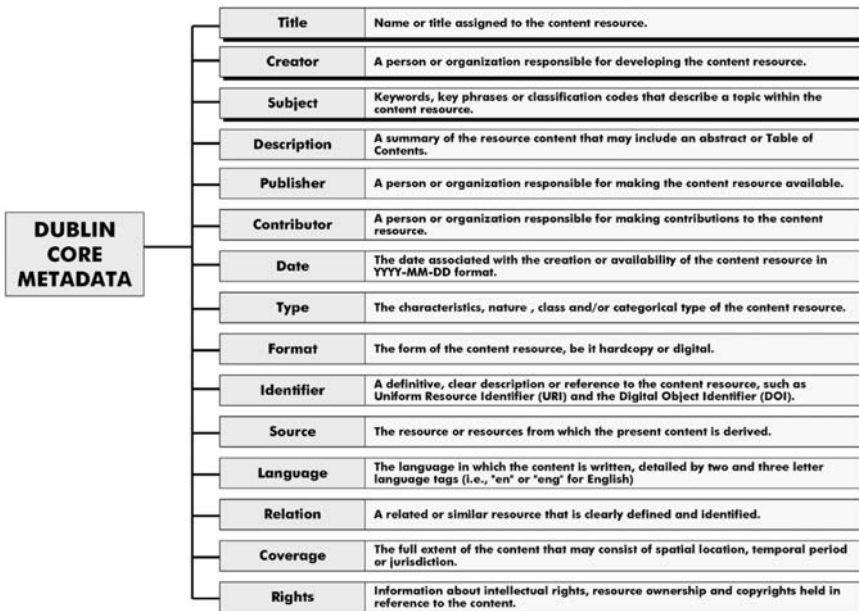 Title
Name or title assigned to the content resource.
Creator
A person or organization responsible for developing the content resource.
Subject
Keywords, key phrases or classification codes that describe a topic within the
content resource.
Description
A summary of the resource content that may include an abstract or Table of
Contents.
Publisher
A person or organization responsible for making the content resource available.
Contributor
A person or organization responsible for making contributions to the content
resource.
DUBLIN
CORE
METADATA
Date
The date associated with the creation or availability of the content resource in
YYYY-MM-DD format.
Type
The characteristics, nature , class and/or categorical type of the content resource.
Format
The form of the content resource, be it hardcopy or digital.
Identifier
A definitive, clear description or reference to the content resource, such as
Uniform Resource Identifier (URI) and the Digital Object Identifier (DOI).
Source
The resource or resources from which the present content is derived.
Language
The language in which the content is written, detailed by two and three letter
language tags (i.e., "en" or "eng" for English)
Relation
A related or similar resource that is clearly defined and identified.
Coverage
The full extent of the content that may consist of spatial location, temporal period
or jurisdiction.
Rights
Information about intellectual rights, resource ownership and copyrights held in
reference to the content.